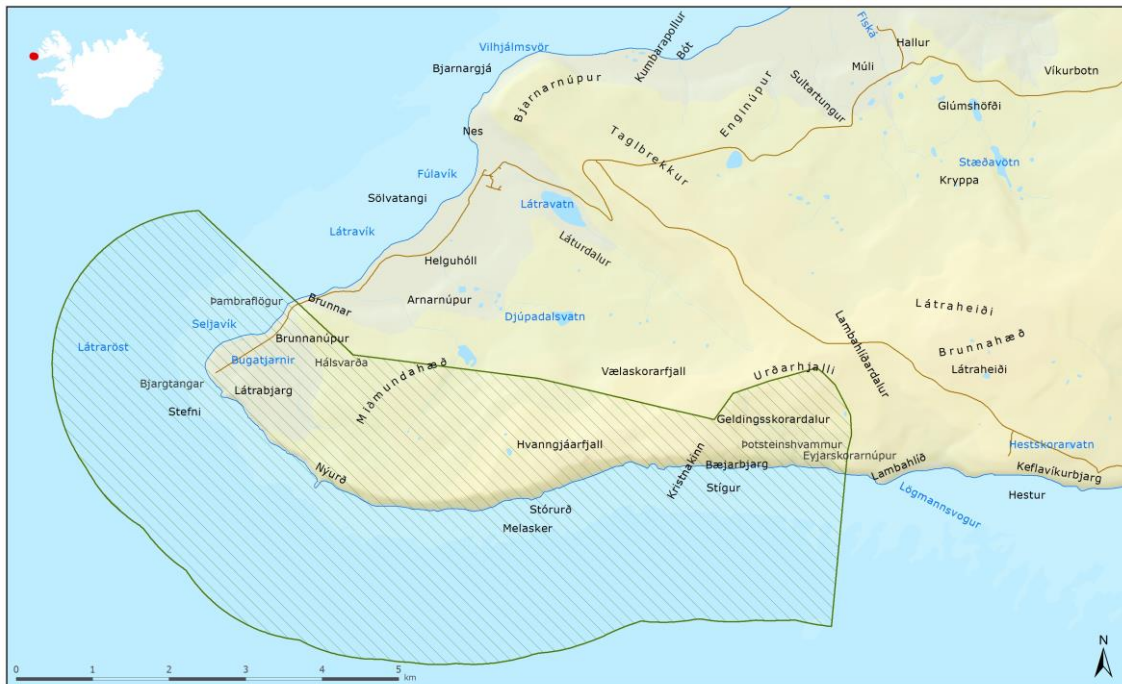 Vilhjálmsvör
Bjarnargjá
Bjarnarnúpur
Kumbarapollur
Bót
Fiská
Hallur
Múli
Víkurbotn
Sultartungur
Enginúpur
Glúmshöfði
Nes
Taglbrekkur
Stæðavötn
Fúlavík
Kryppa
Sölvatangi
Látravatn
Látravík
Láturdalur
Helguhóll
Þambraflögur
Brunnar
Arnarnúpur
Látraheiði
Seljavík
Djúpadalsvatn
Látraröst
Brunnanúpur
Lambahlíðardalur
Brunnahæð
Bugatjarnir
Hálsvarða
Miðmundahæð
Vælaskorarfjall
Urðarhjalli
Látraheiði
Bjargtangar
Látrabjarg
Stefni
Geldingsskorardalur
Hvanngjáarfjall
Þotsteinshvammur
Hestskorarvatn
Eyjarskorarnúpur
Nýurð
Kristnakinn
Bæjarbjarg
Lambahlíð
Keflavíkurbjarg
Stígur
Lögmannsvogur
Hestur
Stórurð
Melasker
N
0 1 2 3 4 5
km